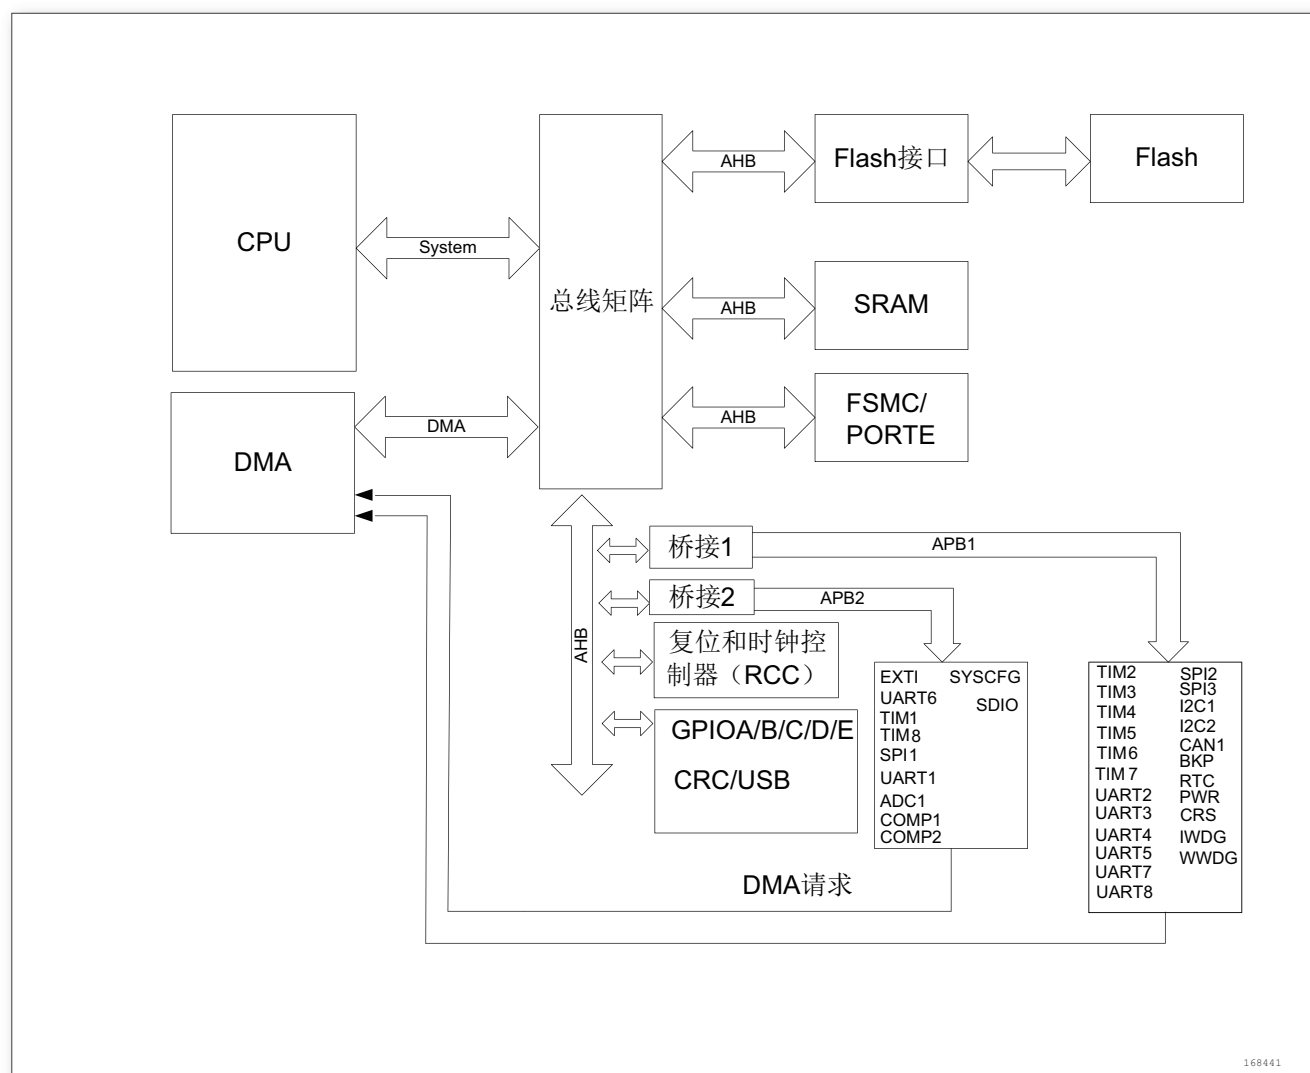 CPU
System
总线矩阵
AHB
Flash接口
Flash
AHB
SRAM
AHB
FSMC/
PORTE
DMA
DMA
AHB
桥接1
APB1
桥接2
APB2
复位和时钟控
制器（RCC）
GPIOA/B/C/D/E
CRC/USB
EXTI
UART6
TIM1
TIM8
SPI1
UART1
ADC1
COMP1
COMP2
SYSCFG
SDIO
TIM2
TIM3
TIM4
TIM5
TIM6
TIM7
UART2
UART3
UART4
UART5
UART7
UART8
SPI2
SPI3
I2C1
I2C2
CAN1
BKP
RTC
PWR
CRS
IWDG
WWDG
DMA请求
168441